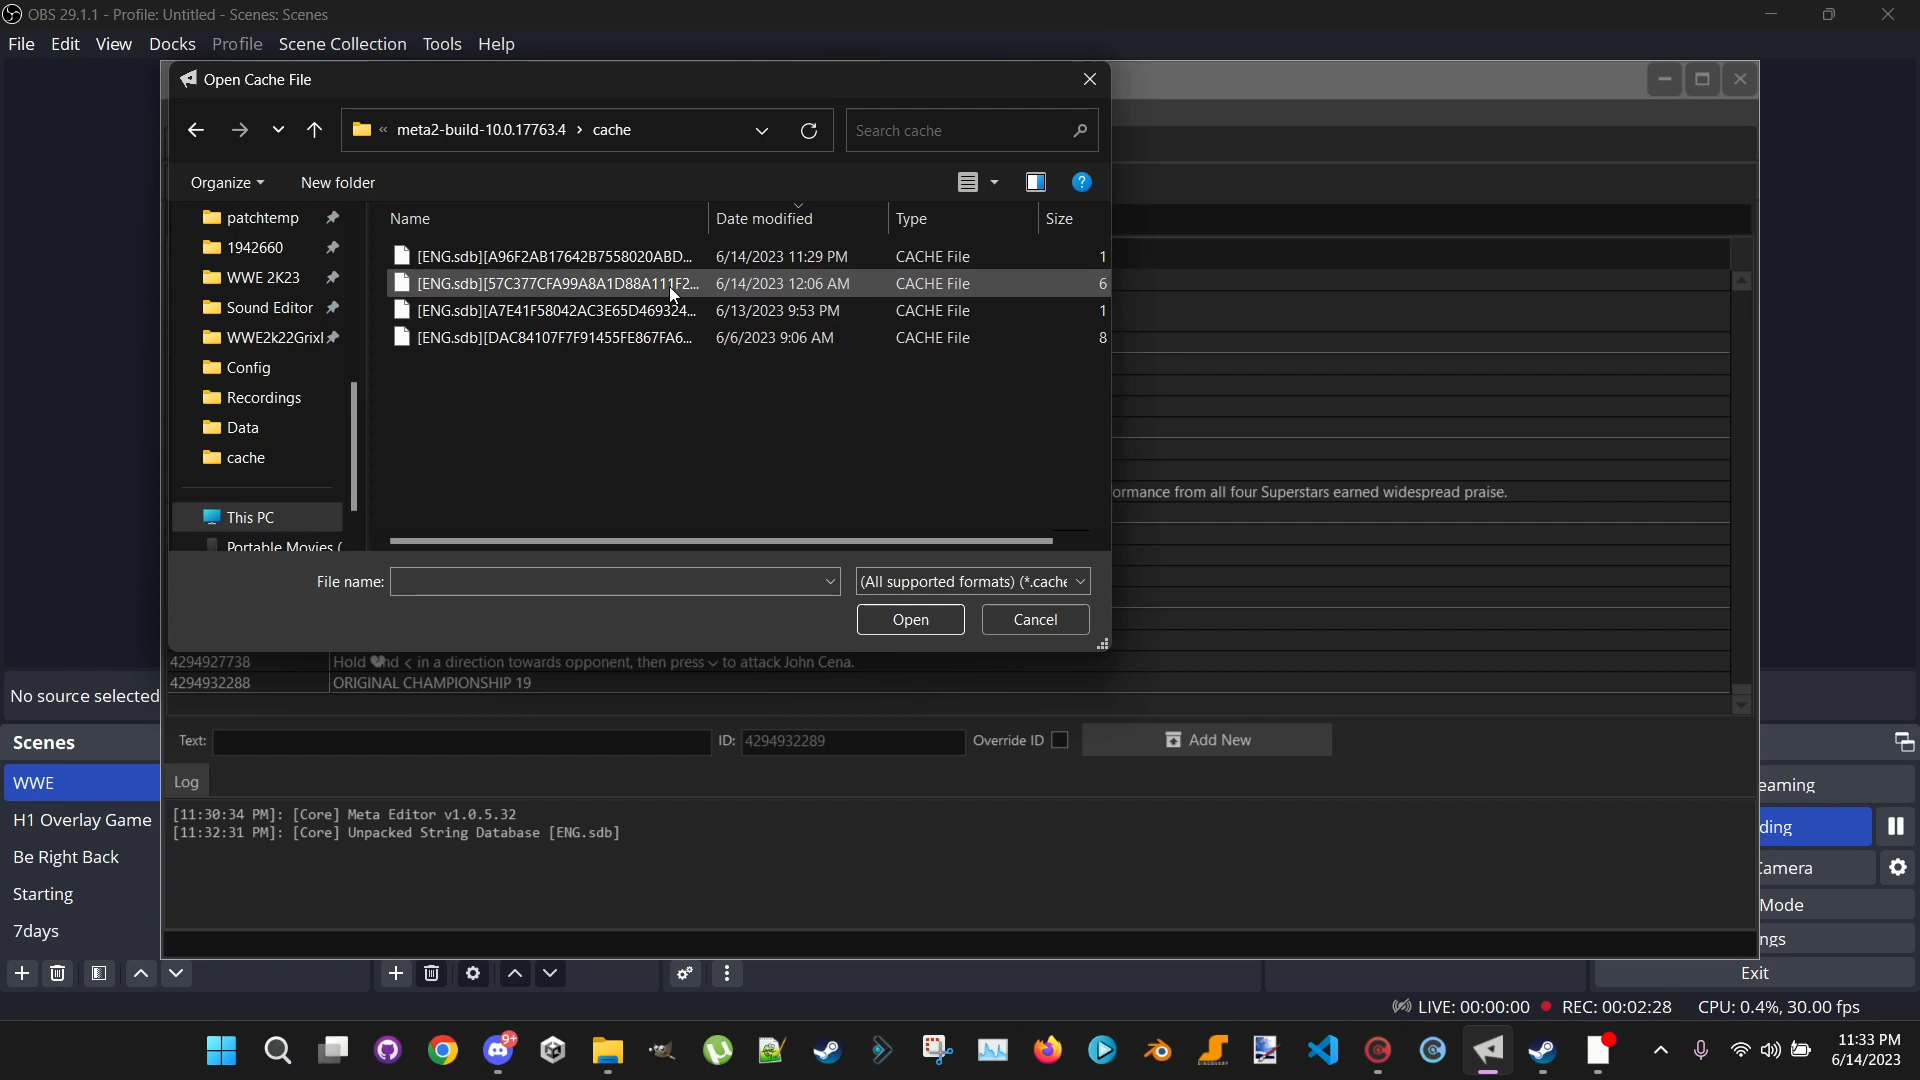 OBS 29.1.1 - Profile: Untitled - Scenes: Scenes
File Edit View Docks Profile Scene Collection Tools Help
Open Cache File
« meta2-build-10.0.17763.4 › cache
Search cache
Organize
New folder
Name
Date modified
Type
Size
patchtemp
1942660
WWE 2K23
Sound Editor
WWE2k22Grixl
Config
Recordings
Data
cache
This PC
Portable Movies (
[ENG.sdb][A96F2AB17642B7558020ABD... 6/14/2023 11:29 PM CACHE File 1
[ENG.sdb][57C377CFA99A8A1D88A111F2... 6/14/2023 12:06 AM CACHE File 6
[ENG.sdb][A7E41F58042AC3E65D469324... 6/13/2023 9:53 PM CACHE File 1
[ENG.sdb][DAC84107F7F91455FE867FA6... 6/6/2023 9:06 AM CACHE File 8
ormance from all four Superstars earned widespread praise.
File name:
(All supported formats) (*.cache
Open
Cancel
4294927738 Hold and < in a direction towards opponent, then press to attack John Cena.
4294932288 ORIGINAL CHAMPIONSHIP 19
Text:
ID: 4294932289
Override ID
Add New
Log
[11:30:34 PM]: [Core] Meta Editor v1.0.5.32
[11:32:31 PM]: [Core] Unpacked String Database [ENG.sdb]
No source selected
Scenes
WWE
H1 Overlay Game
Be Right Back
Starting
7days
eaming
ding
Camera
Mode
ngs
Exit
LIVE: 00:00:00 REC: 00:02:28 CPU: 0.4%, 30.00 fps
9+
DISCOVERY
11:33 PM
6/14/2023